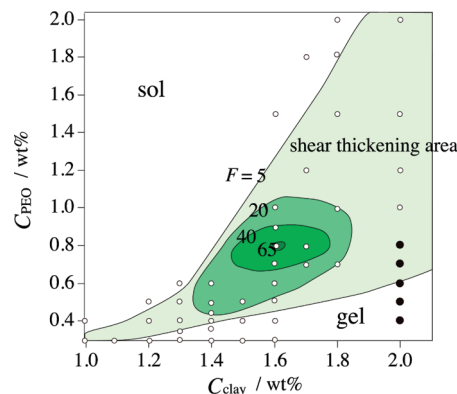 2.0
1.8
1.6
1.4
1.2
1.0
0.8
0.6
0.4
C_PEO / wt%
sol
shear thickening area
F = 5
20
40
65
gel
1.0 1.2 1.4 1.6 1.8 2.0
C_clay / wt%